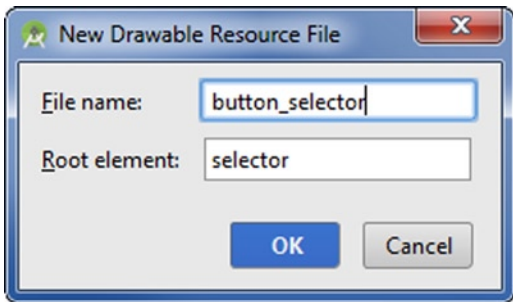 New Drawable Resource File
File name: button_selector
Root element: selector
OK Cancel